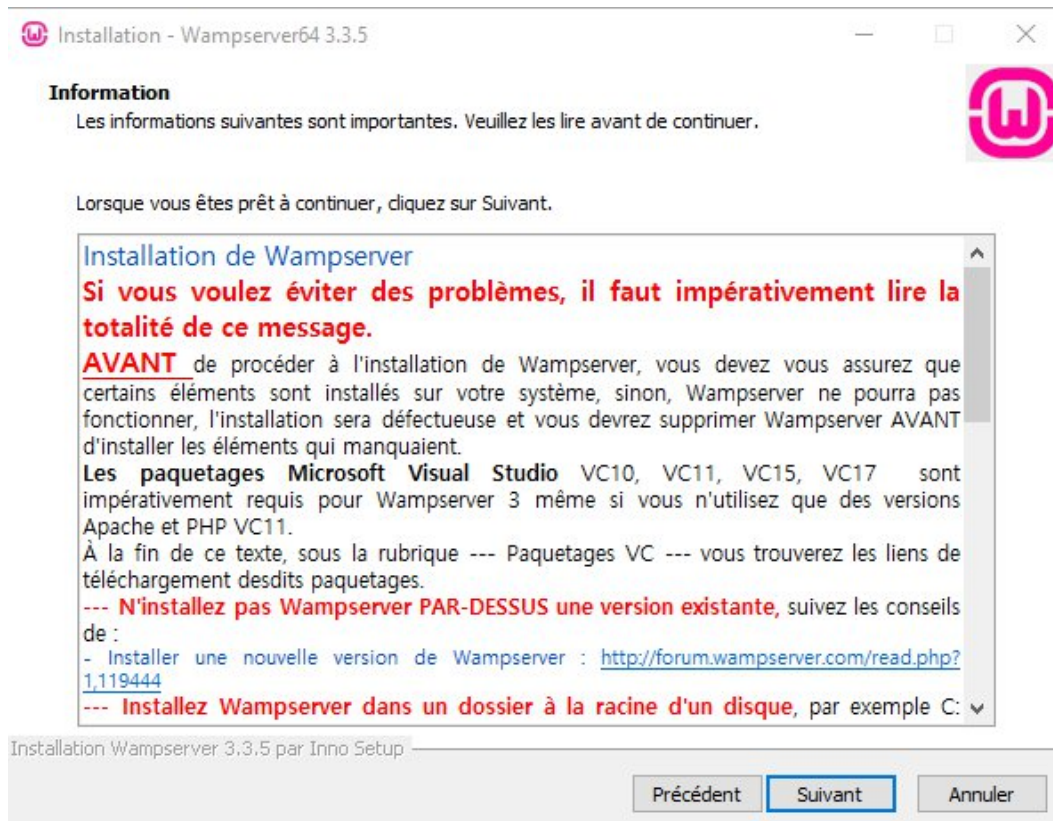 Installation - Wampserver64 3.3.5
Information
Les informations suivantes sont importantes. Veuillez les lire avant de continuer.
Lorsque vous êtes prêt à continuer, cliquez sur Suivant.
Installation de Wampserver
Si vous voulez éviter des problèmes, il faut impérativement lire la
totalité de ce message.
AVANT de procéder à l'installation de Wampserver, vous devez vous assurez que
certains éléments sont installés sur votre système, sinon, Wampserver ne pourra pas
fonctionner, l'installation sera défectueuse et vous devrez supprimer Wampserver AVANT
d'installer les éléments qui manquaient.
Les paquetages Microsoft Visual Studio VC10, VC11, VC15, VC17 sont
impérativement requis pour Wampserver 3 même si vous n'utilisez que des versions
Apache et PHP VC11.
À la fin de ce texte, sous la rubrique --- Paquetages VC --- vous trouverez les liens de
téléchargement desdits paquetages.
--- N'installez pas Wampserver PAR-DESSUS une version existante, suivez les conseils
de :
- Installer une nouvelle version de Wampserver : http://forum.wampserver.com/read.php?
1,119444
--- Installez Wampserver dans un dossier à la racine d'un disque, par exemple C:
Installation Wampserver 3.3.5 par Inno Setup
Précédent
Suivant
Annuler